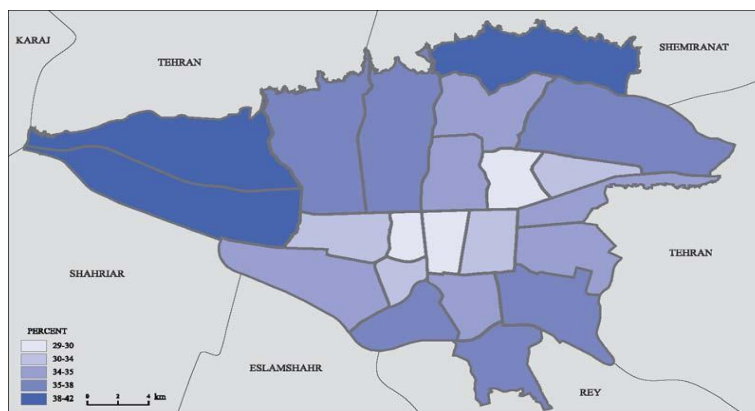 KARAJ
TEHRAN
SHEMIRANAT
TEHRAN
SHAHRIAR
ESLAMSHAHR
REY
PERCENT
29-30
30-34
34-35
35-38
38-42
0 2 4 km